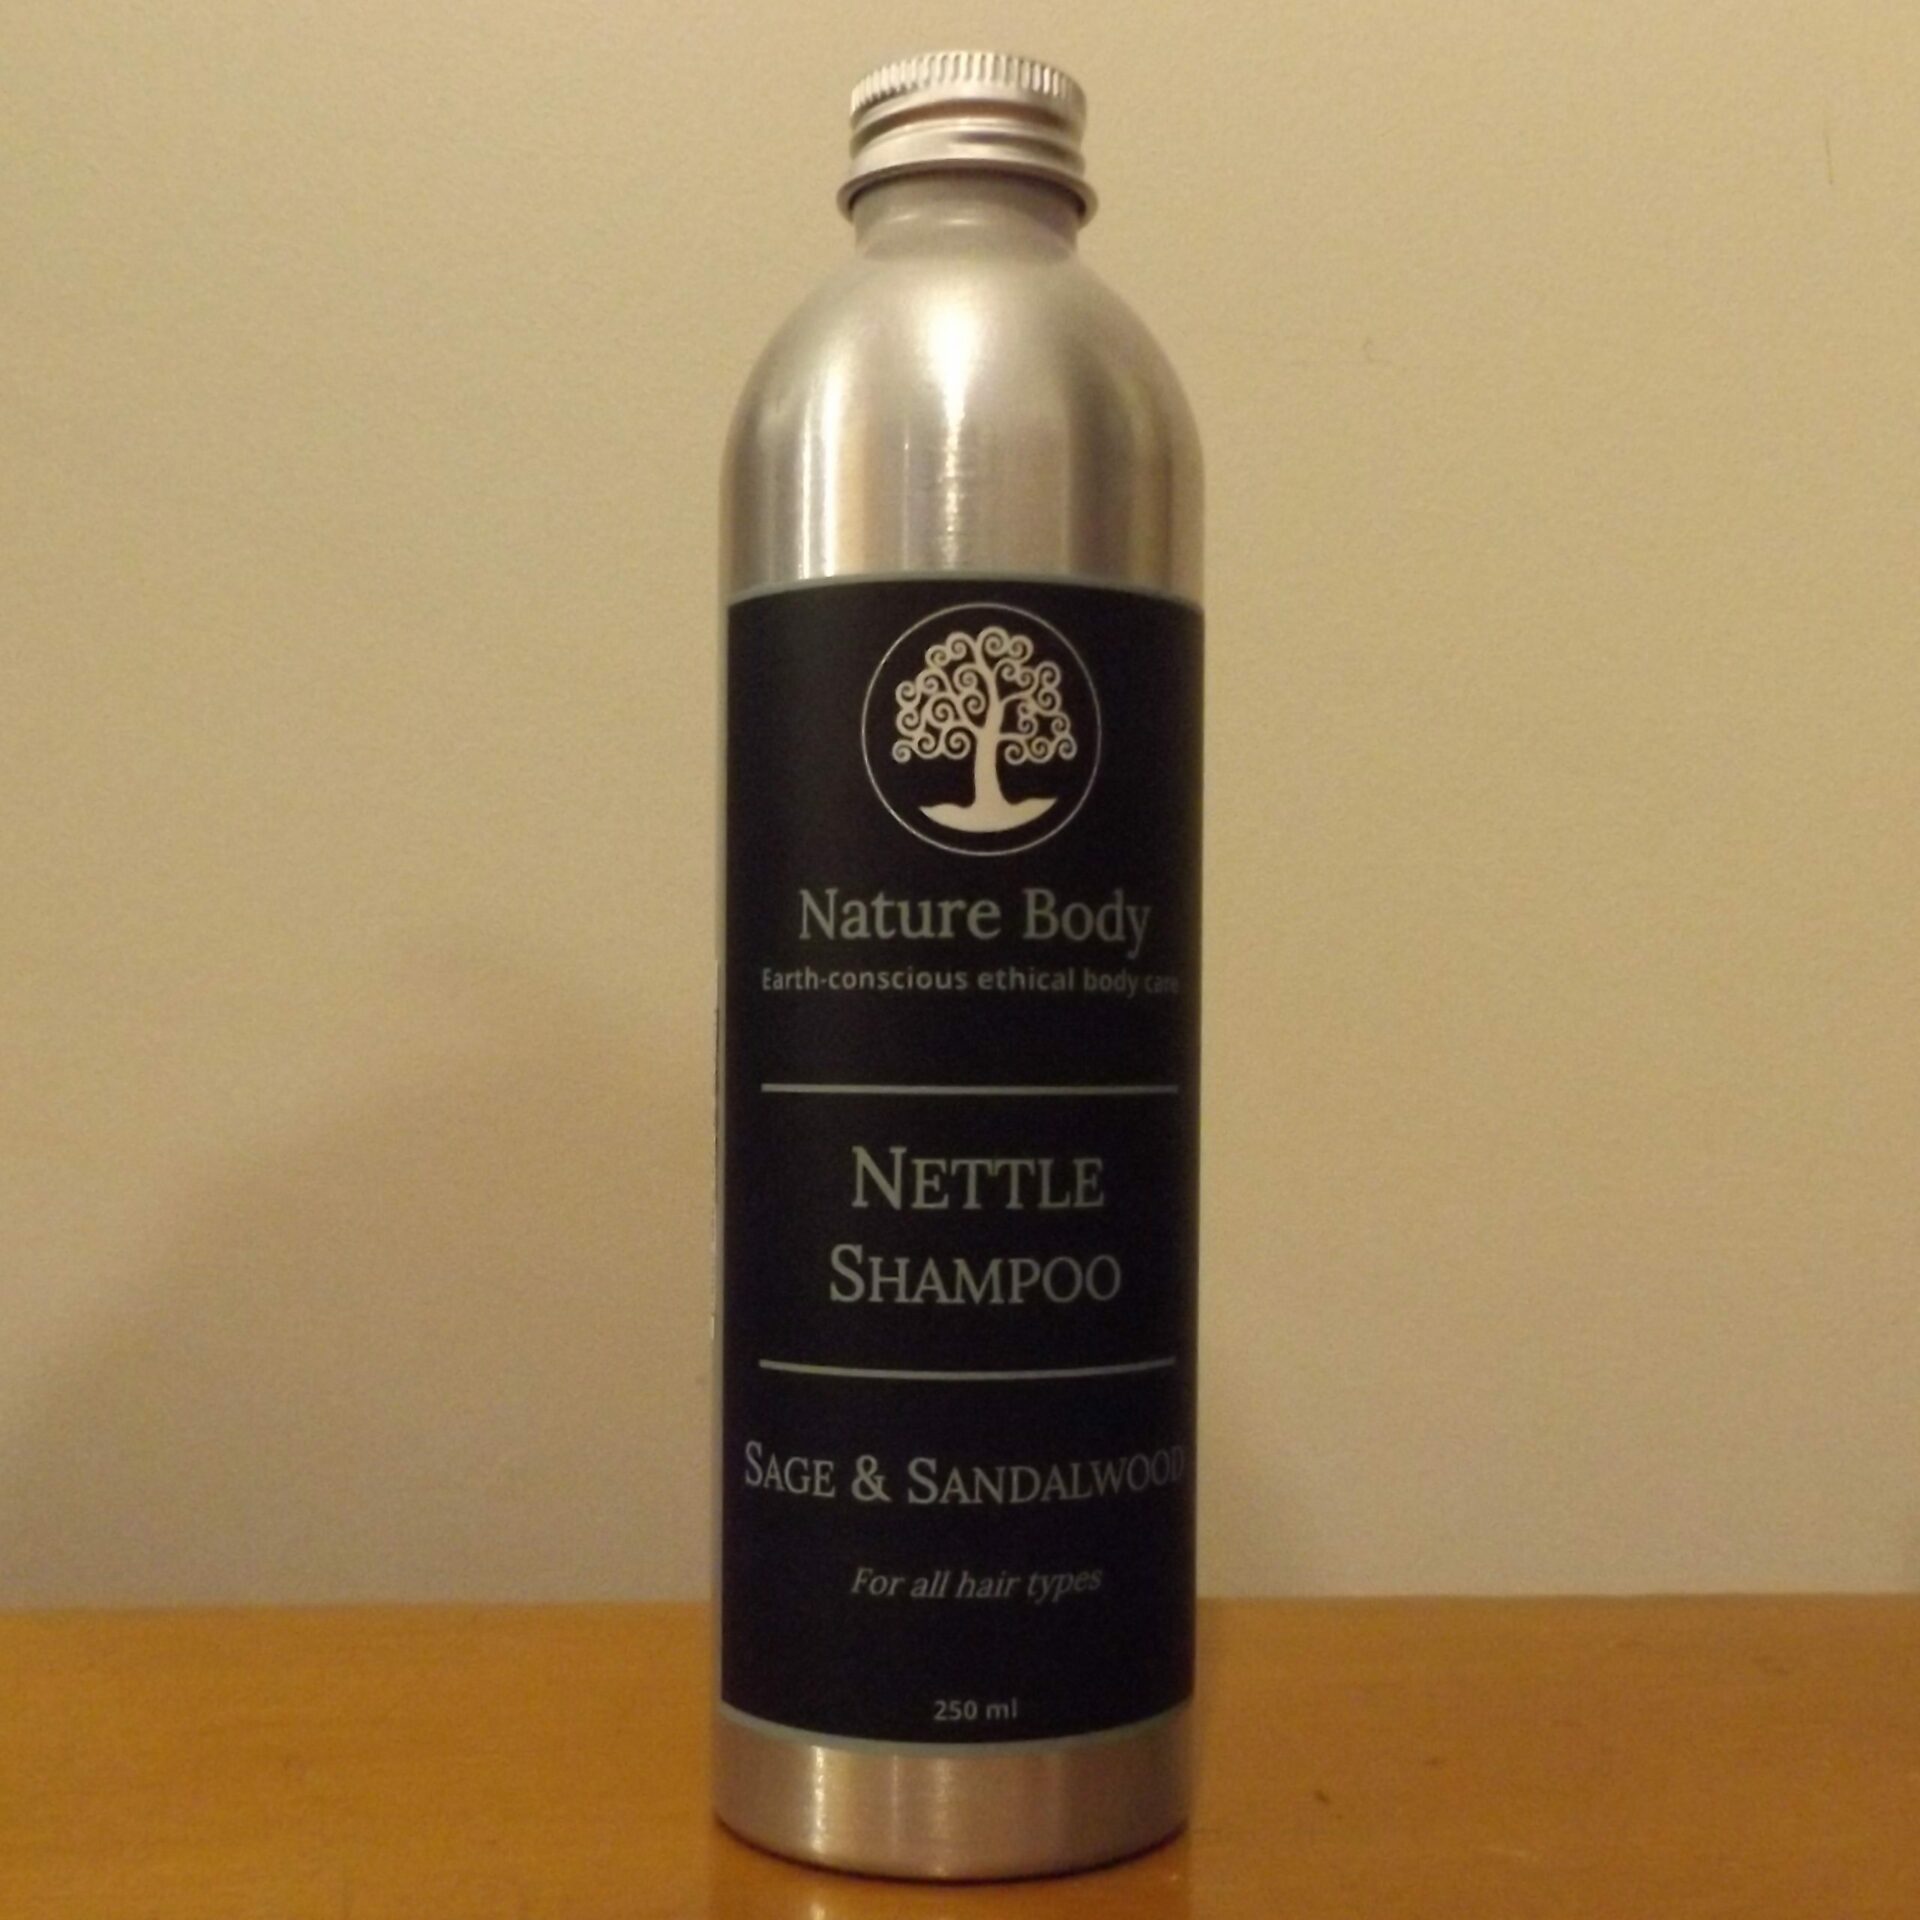 Nature Body
Earth-conscious ethical body care
NETTLE
SHAMPOO
SAGE & SANDALWOOD
For all hair types
250 ml